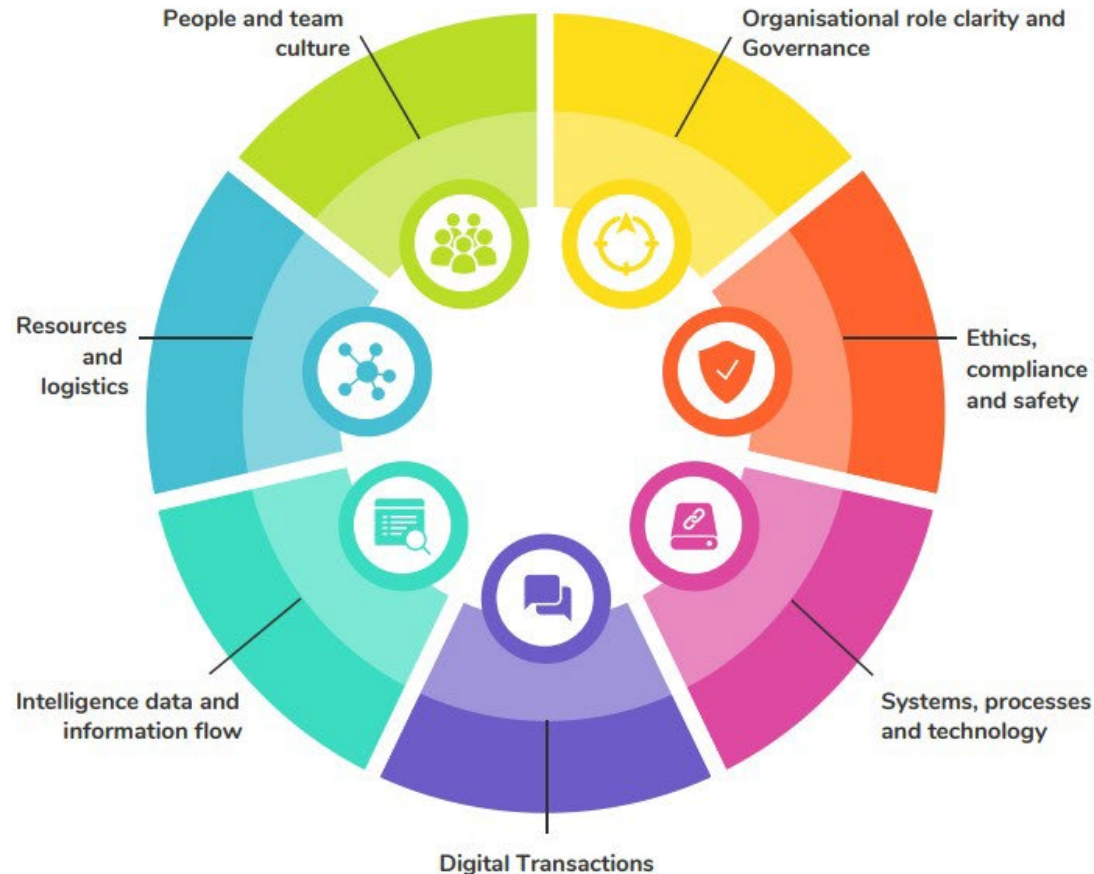 People and team
culture
Organisational role clarity and
Governance
Ethics,
compliance
and safety
Systems, processes
and technology
Digital Transactions
Intelligence data and
information flow
Resources
and
logistics